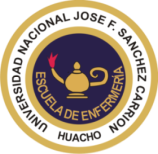 UNIVERSIDAD NACIONAL JOSE F. SANCHEZ CARRION
ESCUELA DE ENFERMERIA
HUACHO